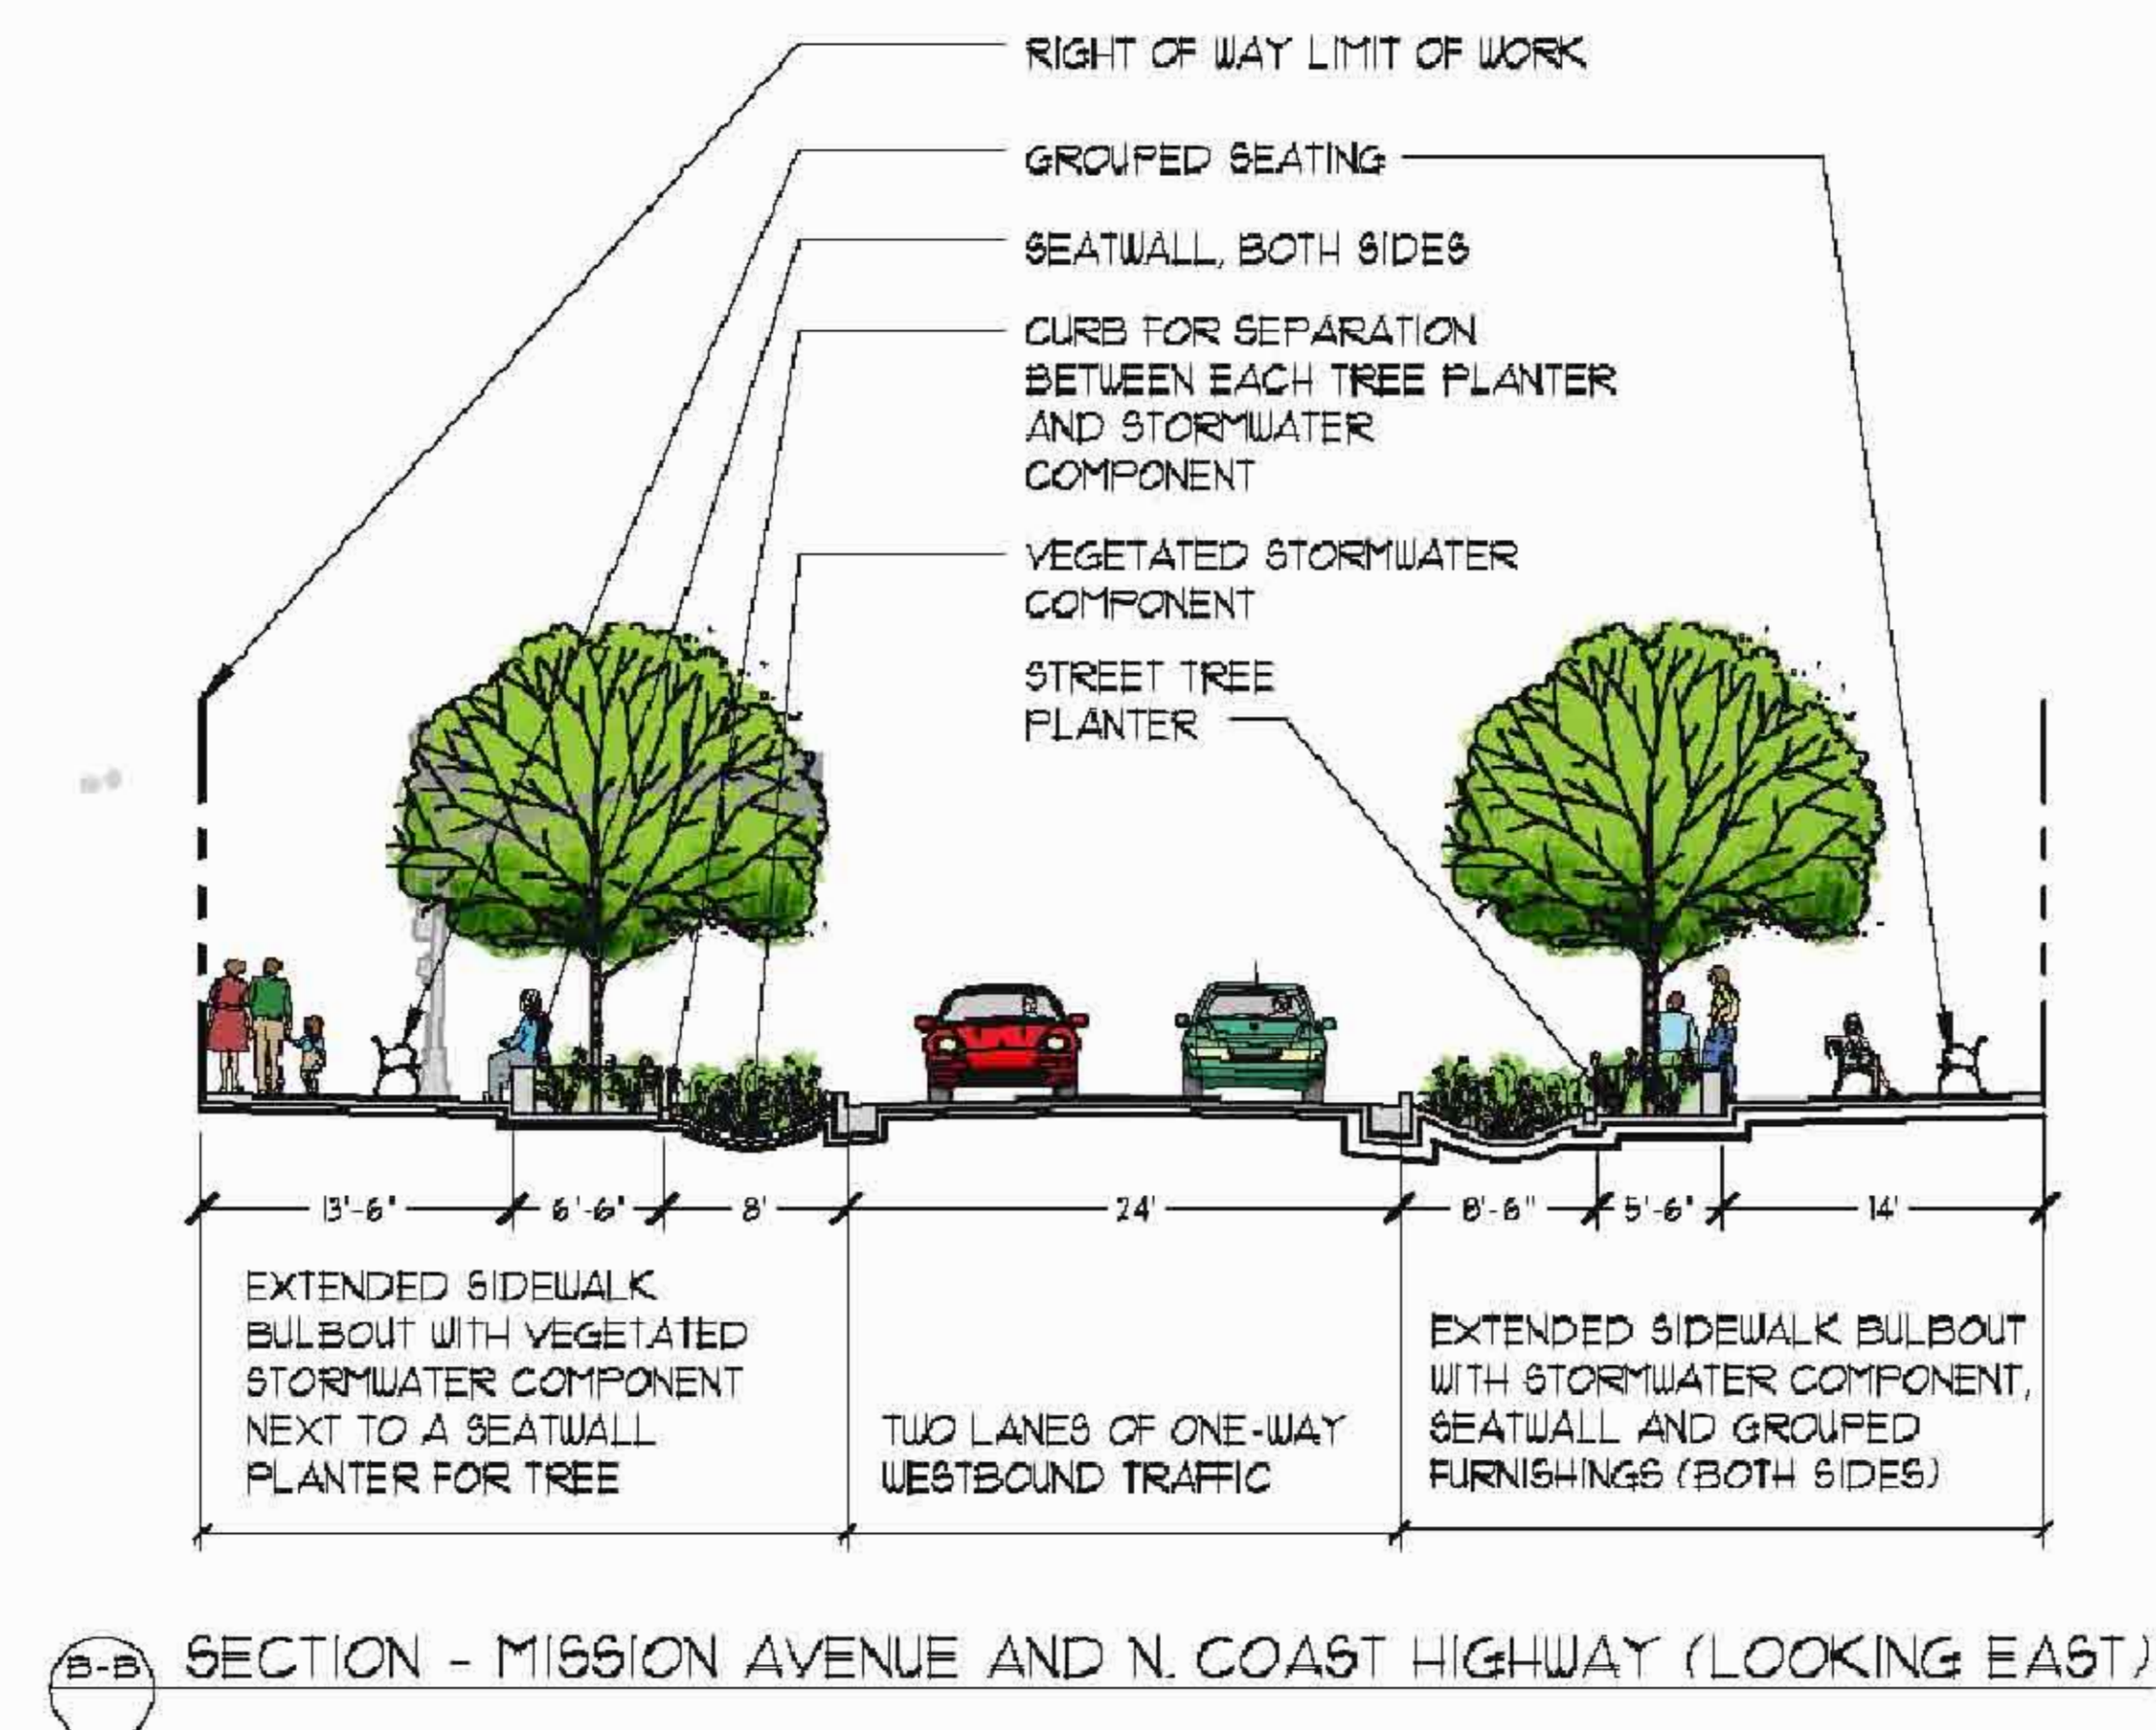 RIGHT OF WAY LIMIT OF WORK
GROUPED SEATING
SEATWALL, BOTH SIDES
CURB FOR SEPARATION
BETWEEN EACH TREE PLANTER
AND STORMWATER
COMPONENT
VEGETATED STORMWATER
COMPONENT
STREET TREE
PLANTER
13'-6" 6'-6" 8' 24' 8'-6" 5'-6" 14'
EXTENDED SIDEWALK
BULBOUT WITH VEGETATED
STORMWATER COMPONENT
NEXT TO A SEATWALL
PLANTER FOR TREE
TWO LANES OF ONE-WAY
WESTBOUND TRAFFIC
EXTENDED SIDEWALK BULBOUT
WITH STORMWATER COMPONENT,
SEATWALL AND GROUPED
FURNISHINGS (BOTH SIDES)
B-B SECTION - MISSION AVENUE AND N. COAST HIGHWAY (LOOKING EAST)